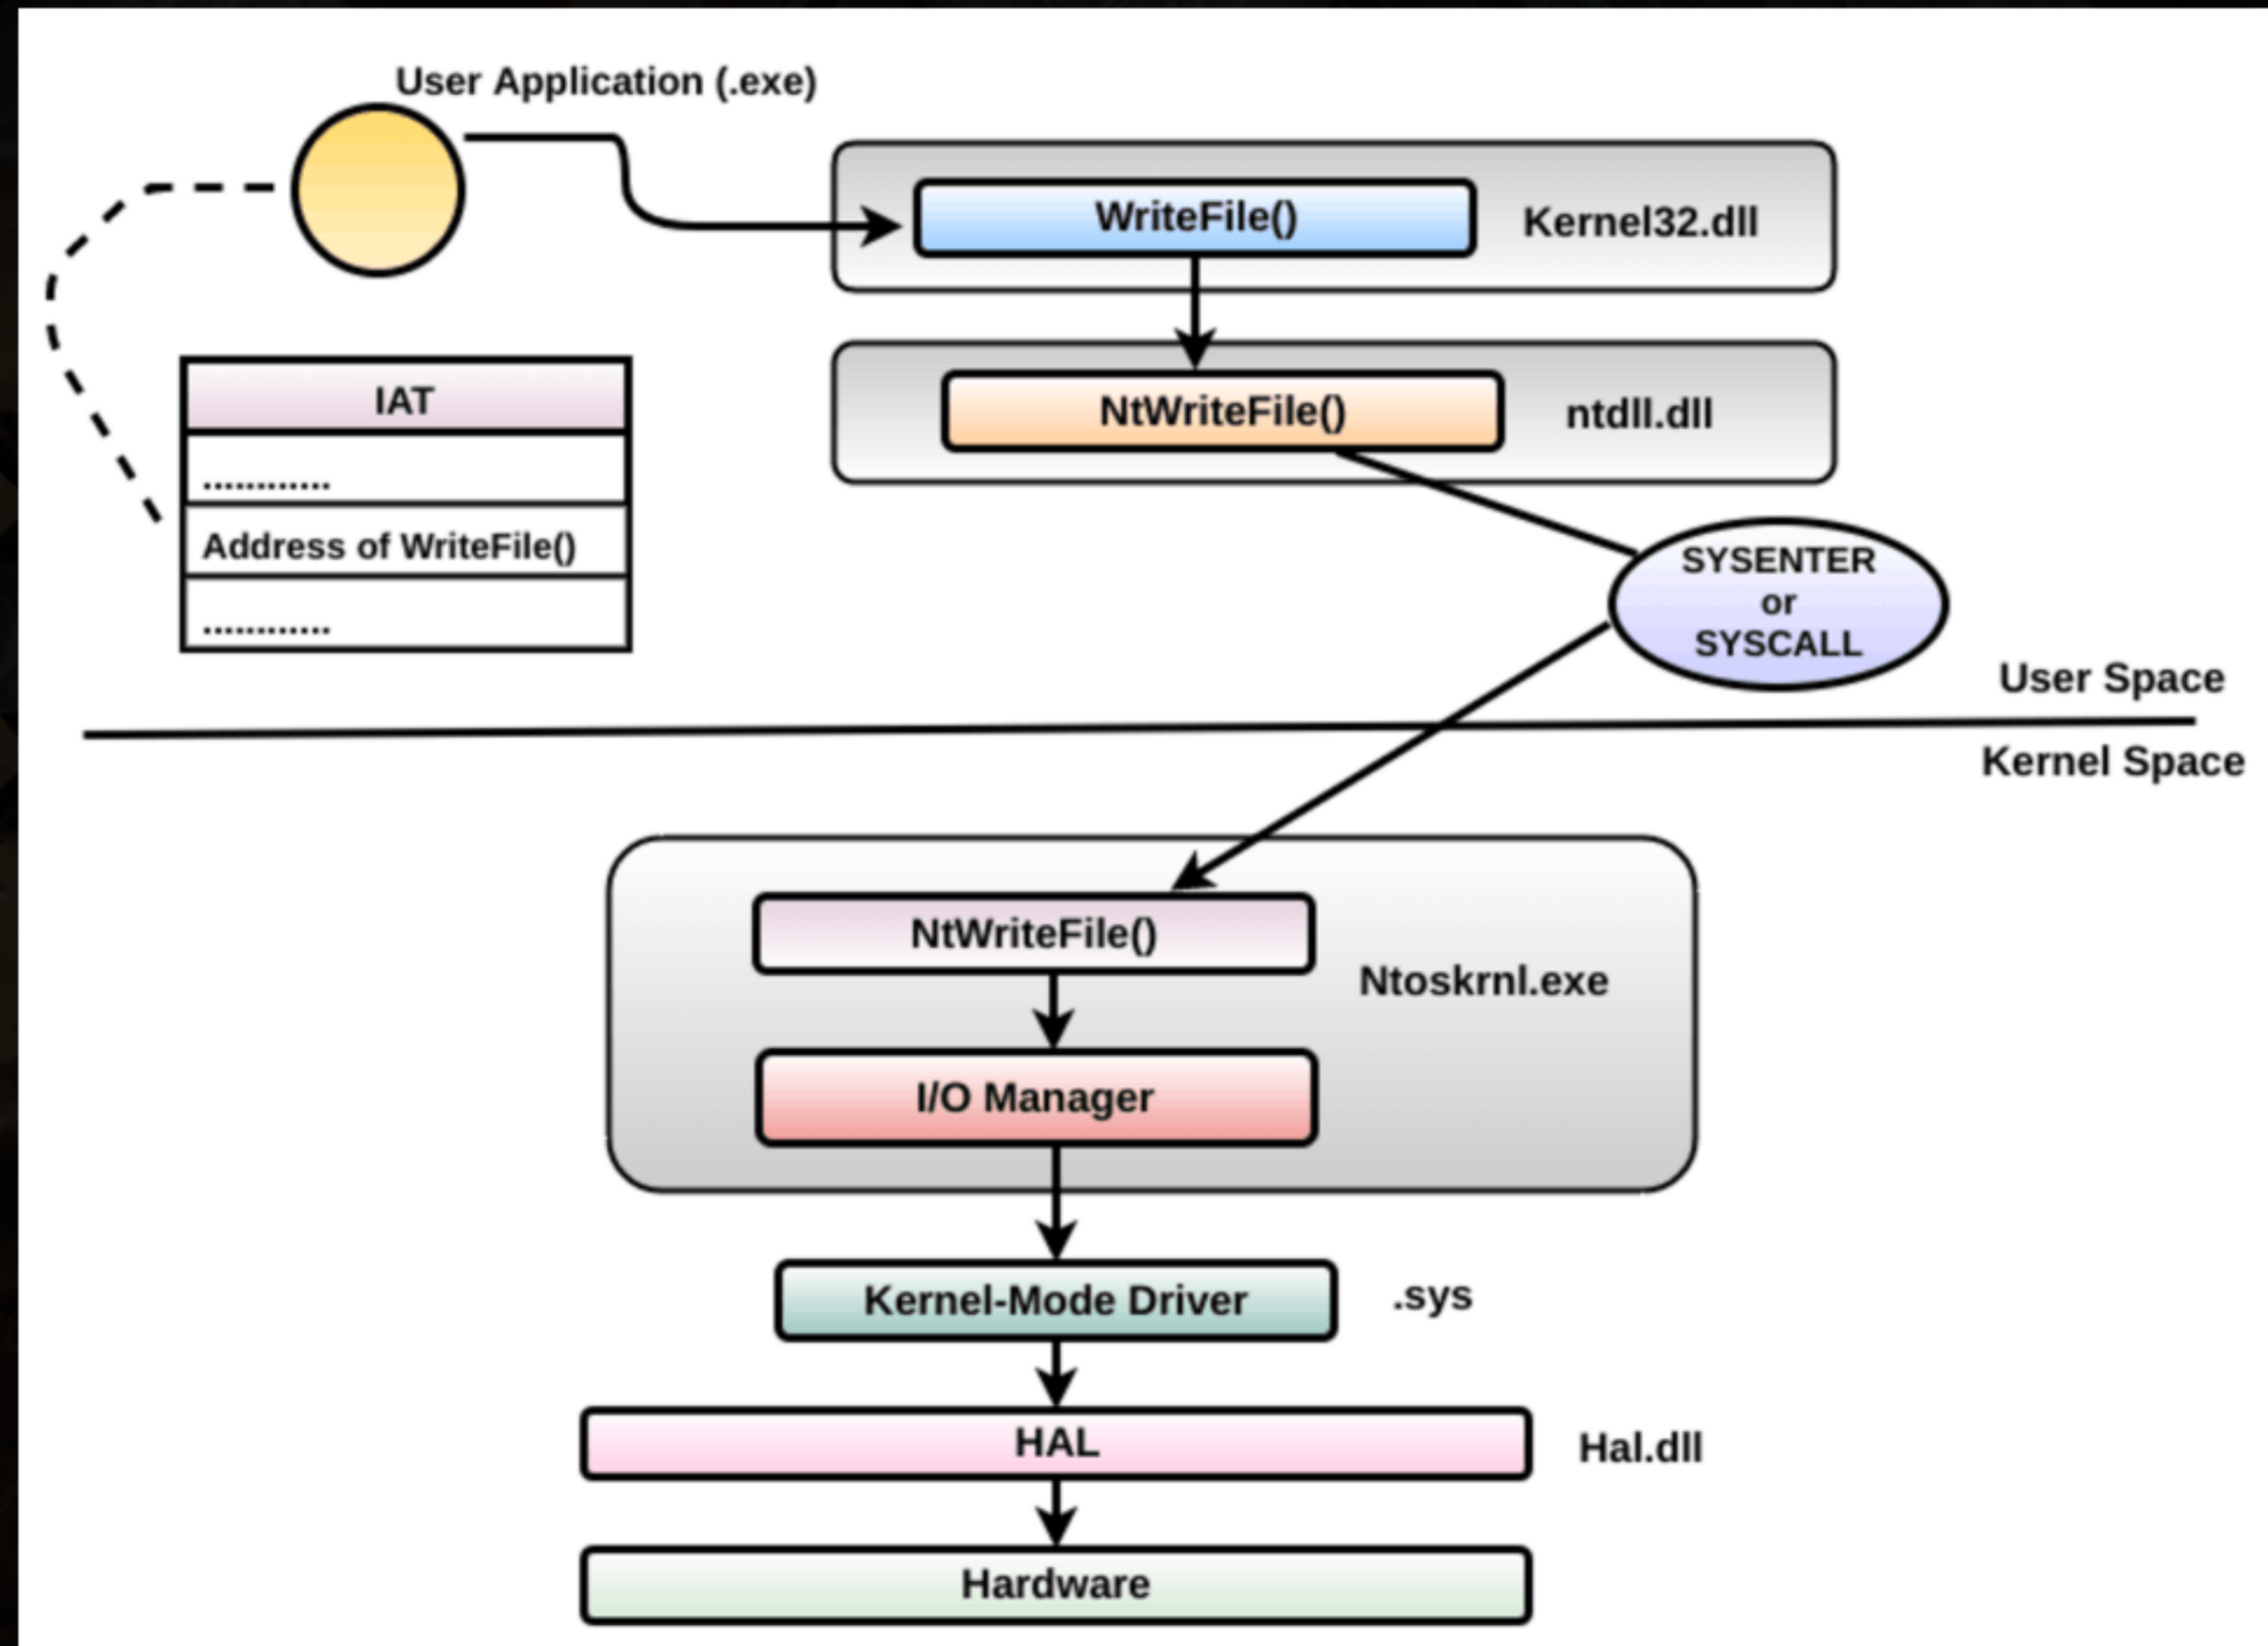 User Application (.exe)
WriteFile()
Kernel32.dll
IAT
............
Address of WriteFile()
............
NtWriteFile()
ntdll.dll
SYSENTER
or
SYSCALL
User Space
Kernel Space
NtWriteFile()
Ntoskrnl.exe
I/O Manager
Kernel-Mode Driver
.sys
HAL
Hal.dll
Hardware